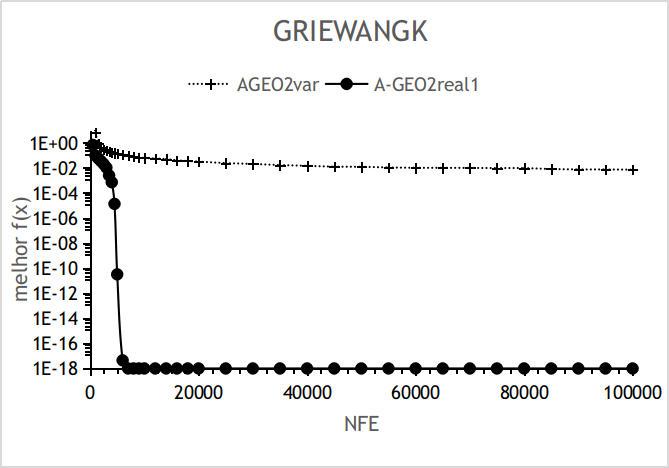 GRIEWANGK
AGEO2var A-GEO2real1
1E+00
1E-02
1E-04
1E-06
1E-08
1E-10
1E-12
1E-14
1E-16
1E-18
melhor f(x)
0 20000 40000 60000 80000 100000
NFE